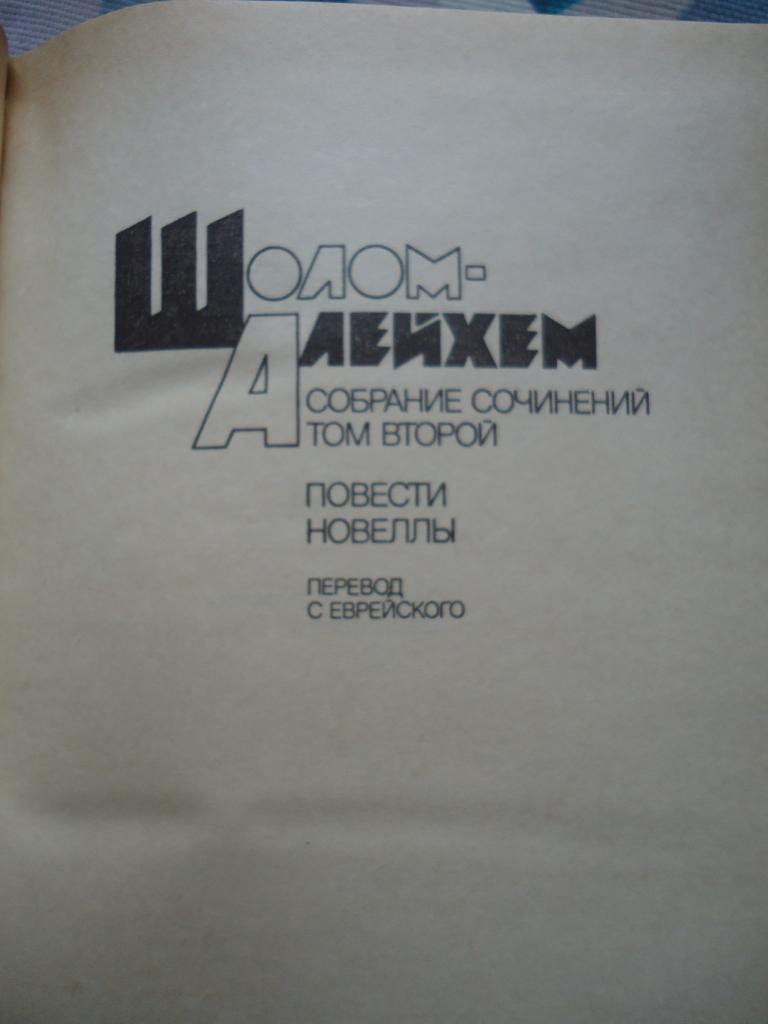 ШОЛОМ-
АЛЕЙХЕМ
СОБРАНИЕ СОЧИНЕНИЙ
ТОМ ВТОРОЙ
ПОВЕСТИ
НОВЕЛЛЫ
ПЕРЕВОД
С ЕВРЕЙСКОГО